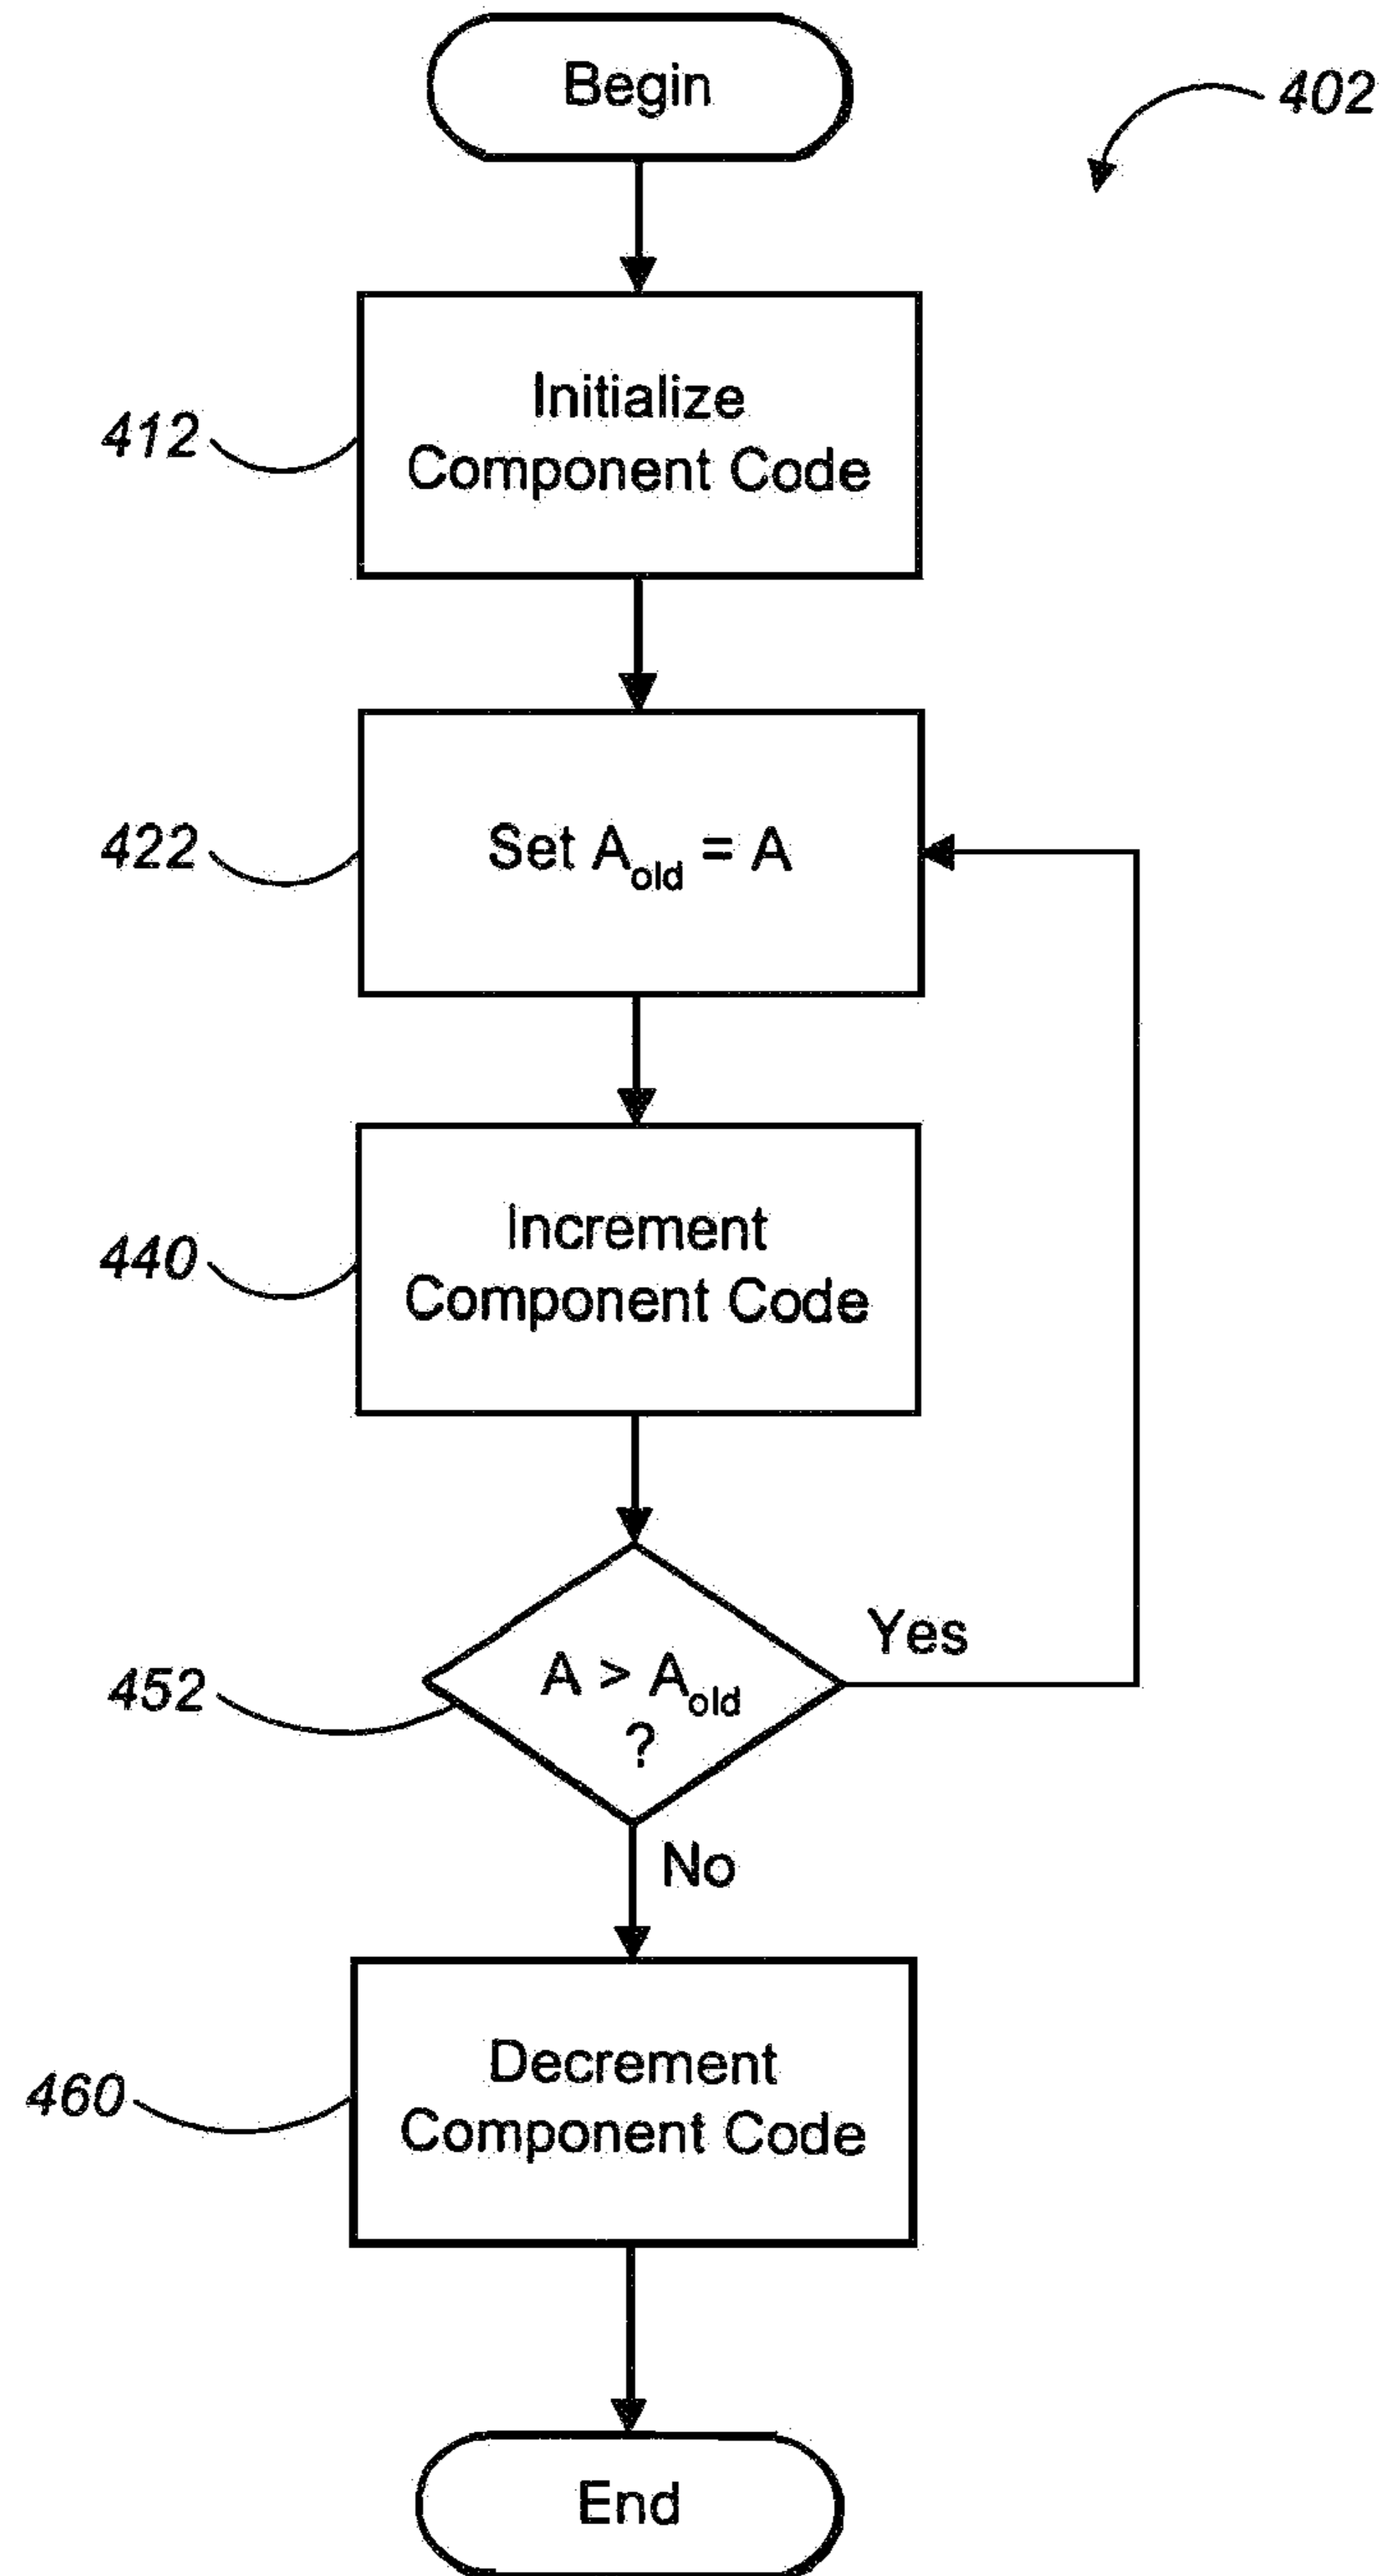 Begin
402
Initialize
Component Code
412
Set A_old = A
422
Increment
Component Code
440
A > A_old
?
Yes
452
No
Decrement
Component Code
460
End